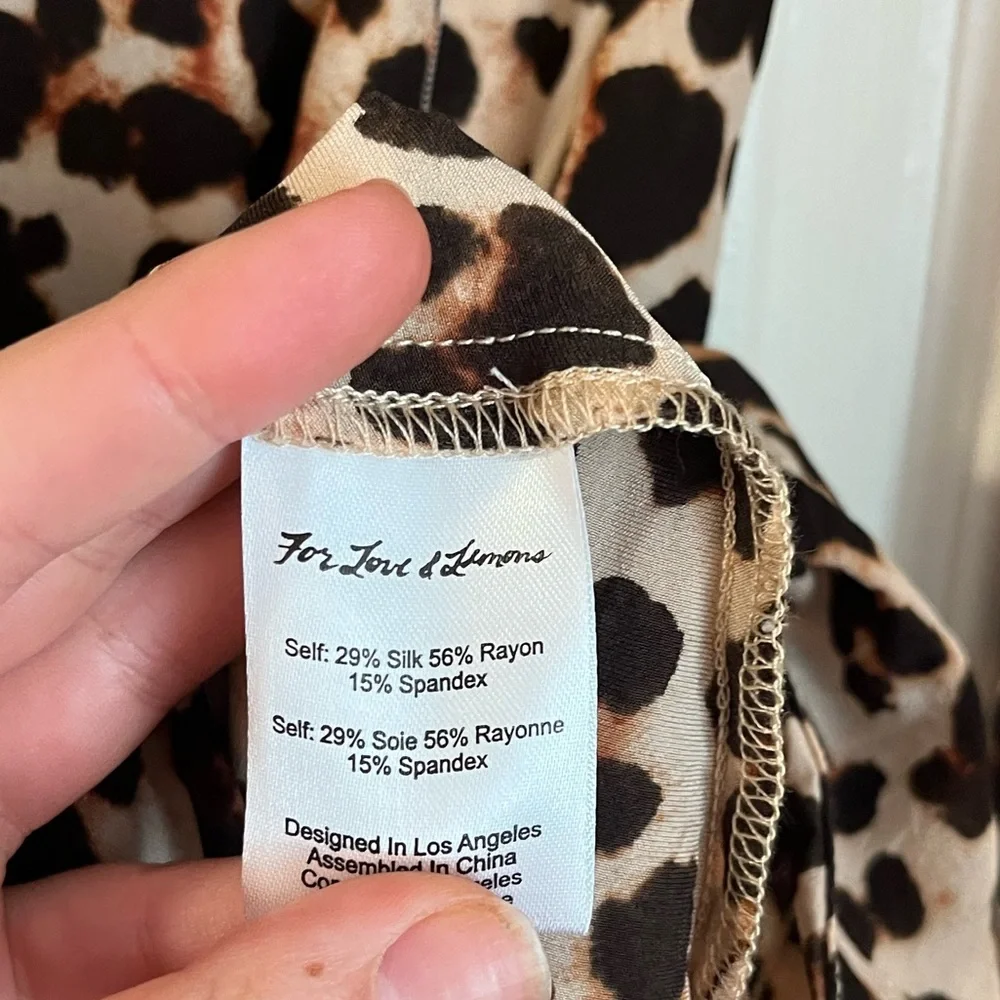 For Love & Lemons
Self: 29% Silk 56% Rayon
15% Spandex
Self: 29% Soie 56% Rayonne
15% Spandex
Designed In Los Angeles
Assembled In China